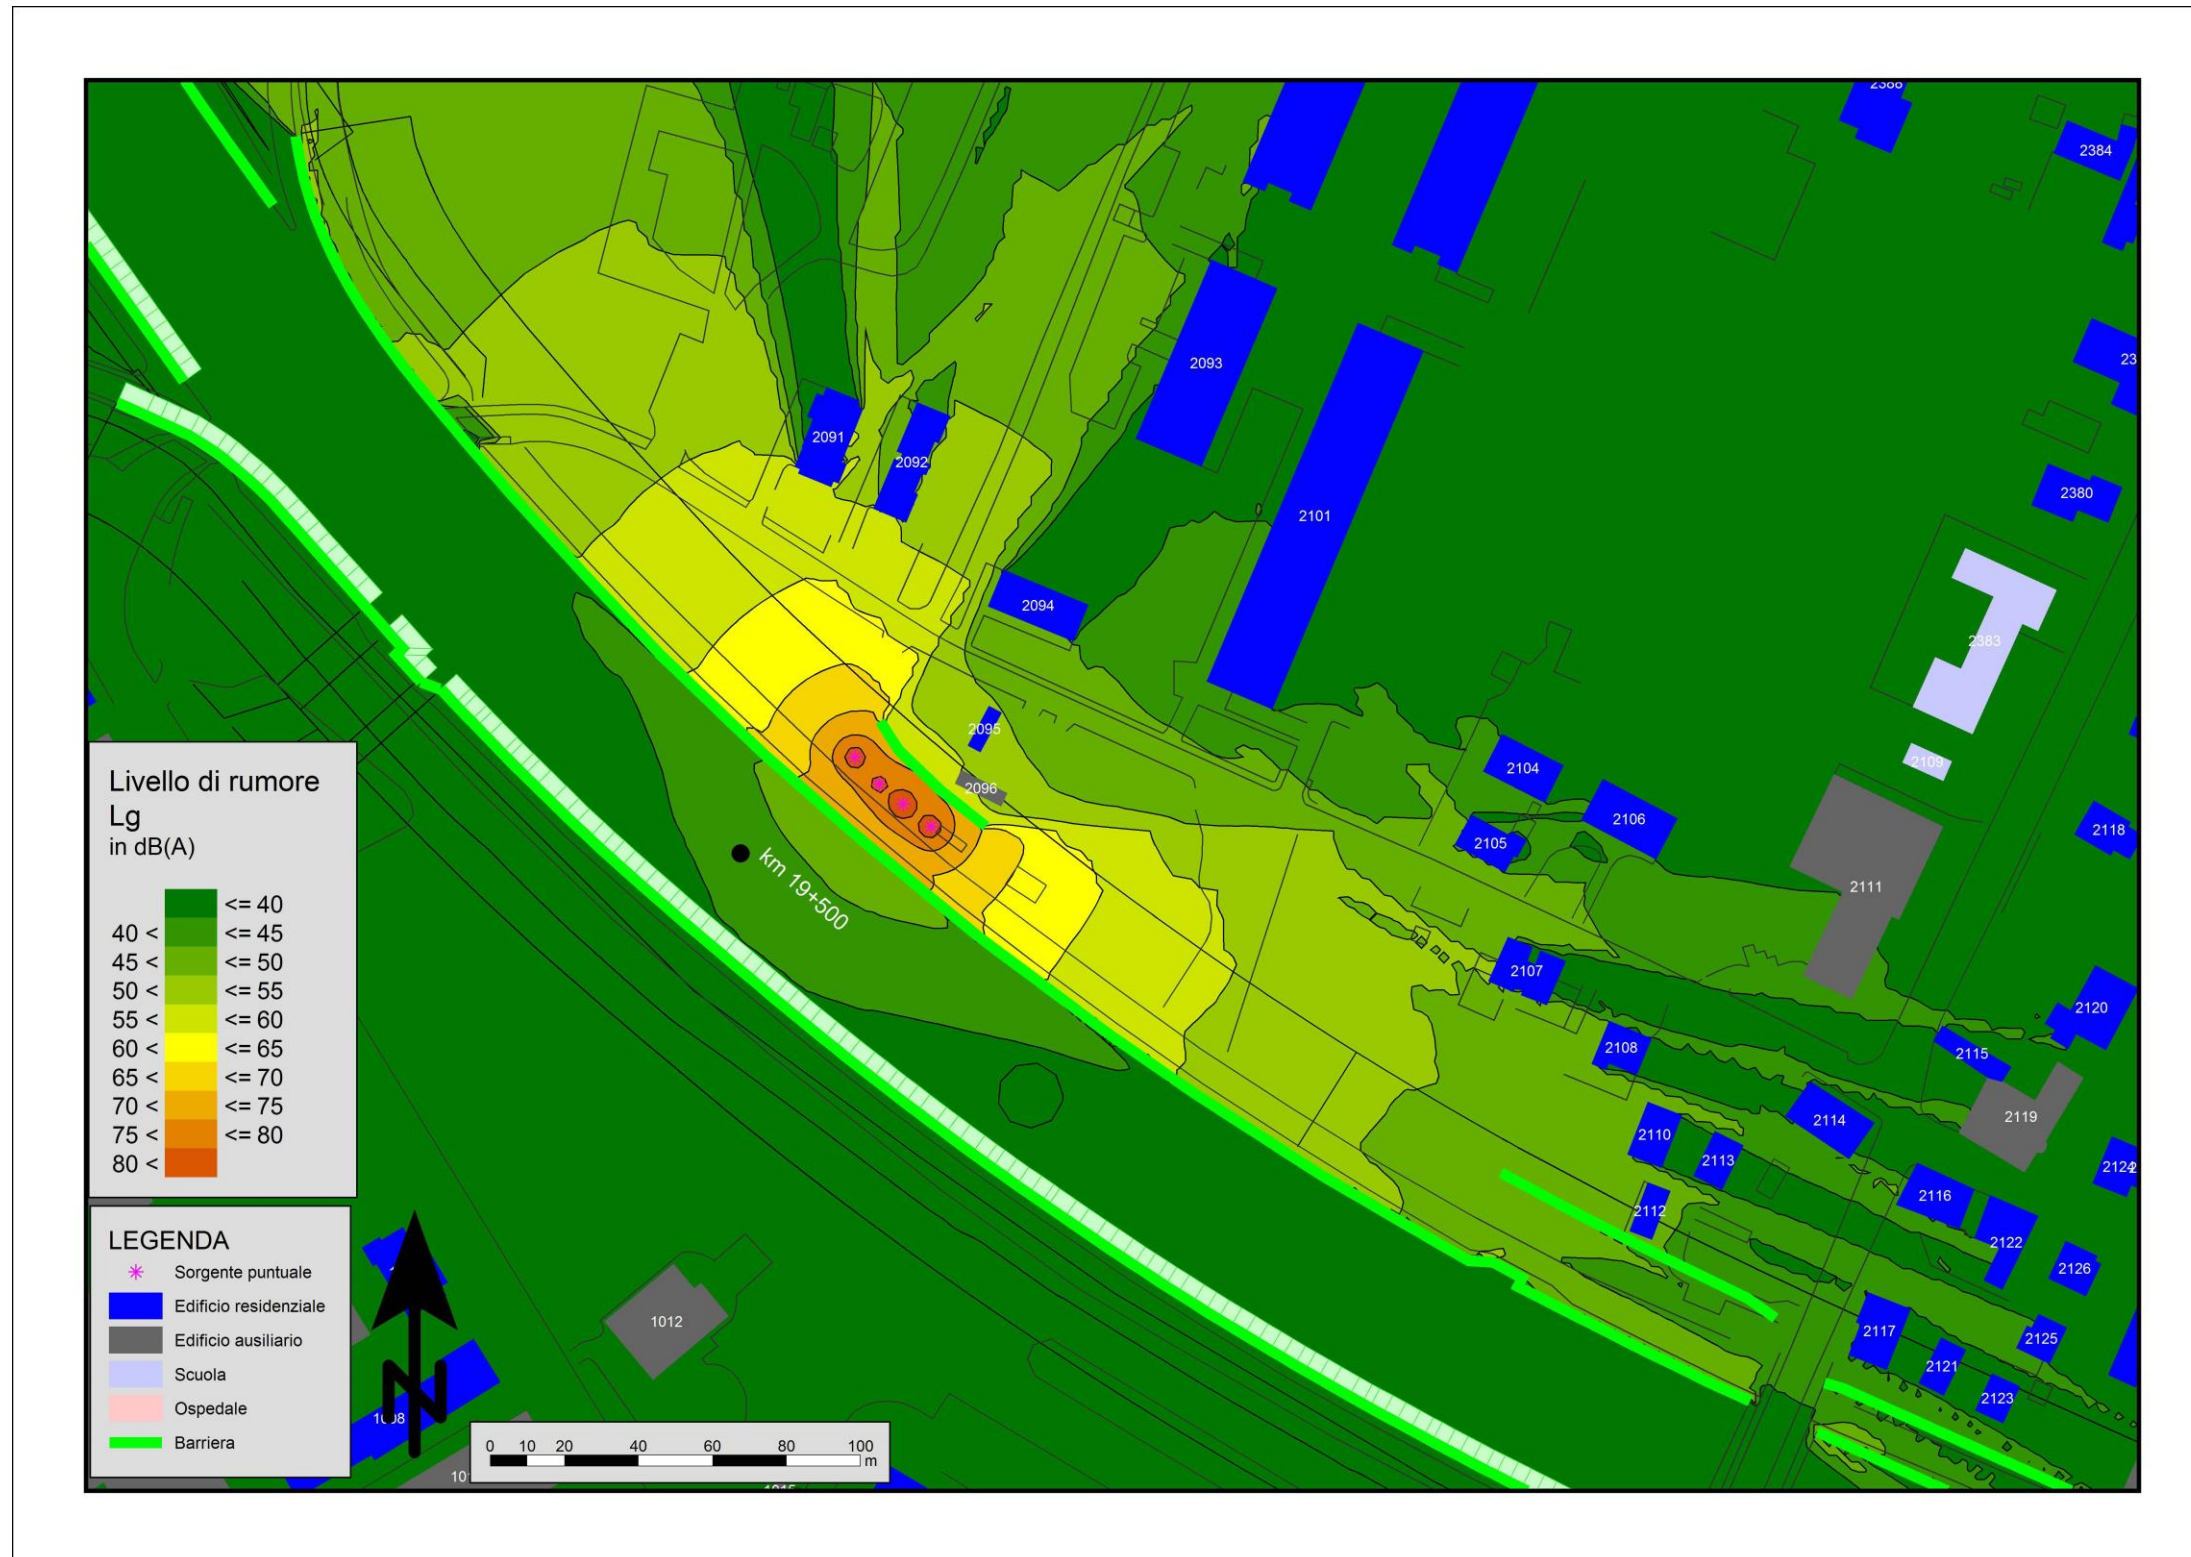 2388
2384
2093
23
2091
2092
2380
2101
2094
2383
2095
2104
2109
2096
2106
2118
2105
km 19+500
2111
2107
2120
2108
2115
2114
2119
2110
2113
2124
2116
2112
2122
2126
2117
2125
2121
2123
1012
Livello di rumore
Lg
in dB(A)
<= 40
40 < <= 45
45 < <= 50
50 < <= 55
55 < <= 60
60 < <= 65
65 < <= 70
70 < <= 75
75 < <= 80
80 <
LEGENDA
Sorgente puntuale
Edificio residenziale
Edificio ausiliario
Scuola
Ospedale
Barriera
N
0 10 20 40 60 80 100
m